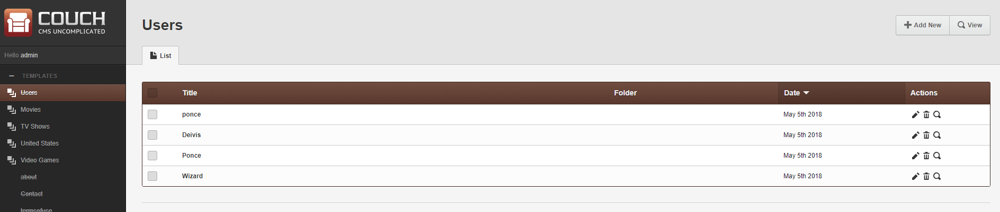 COUCH
CMS UNCOMPLICATED
Hello admin
TEMPLATES
Users
Movies
TV Shows
United States
Video Games
about
Contact
termsofuse
Users
Add New
View
List
Title Folder Date Actions
ponce May 5th 2018
Deivis May 5th 2018
Ponce May 5th 2018
Wizard May 5th 2018